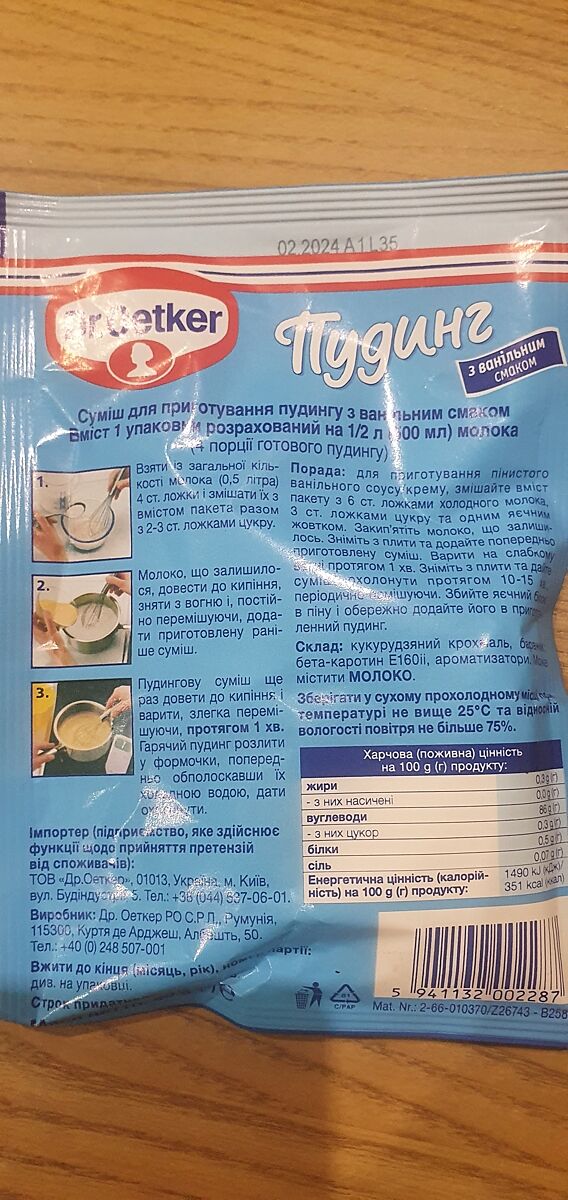 02.2024 A1L35
Dr.Oetker
Пудинг
з ванільним
смаком
Суміш для приготування пудингу з ванільним смаком
Вміст 1 упаковки розрахований на 1/2 л (500 мл) молока
(4 порції готового пудингу)
1.
Взяти із загальної кіль-
кості молока (0,5 літра)
4 ст. ложки і змішати їх з
вмістом пакета разом
з 2-3 ст. ложками цукру.
2.
Молоко, що залишило-
ся, довести до кипіння,
зняти з вогню і, постій-
но перемішуючи, дода-
ти приготовлену рані-
ше суміш.
3.
Пудингову суміш ще
раз довести до кипіння і
варити, злегка перемі-
шуючи, протягом 1 хв.
Гарячий пудинг розлити
у формочки, поперед-
ньо обполоскавши їх
холодною водою, дати
охолонути.
Порада: для приготування пінистого
ванільного соусу/крему, змішайте вміст
пакету з 6 ст. ложками холодного молока,
3 ст. ложками цукру та одним яєчним
жовтком. Закип'ятіть молоко, що залиши-
лось. Зніміть з плити та додайте попередньо
приготовлену суміш. Варити на слабкому
вогні протягом 1 хв. Зніміть з плити та дайте
суміші охолонути протягом 10-15 хв.
періодично помішуючи. Збийте яєчний білок
в піну і обережно додайте його в приготов-
лений пудинг.
Склад: кукурудзяний крохмаль, барвник
бета-каротин E160ii, ароматизатори. Може
містити МОЛОКО.
Зберігати у сухому прохолодному місці при
температурі не вище 25°C та відносній
вологості повітря не більше 75%.
Харчова (поживна) цінність
на 100 g (г) продукту:
жири 0,3 g (г)
- з них насичені 0,0 g (г)
вуглеводи 86 g (г)
- з них цукор 0,3 g (г)
білки 0,5 g (г)
сіль 0,07 g (г)
Енергетична цінність (калорій- 1490 kJ (кДж)/
ність) на 100 g (г) продукту: 351 kcal (ккал)
Імпортер (підприємство, яке здійснює
функції щодо прийняття претензій
від споживачів):
ТОВ «Др.Оеткер», 01013, Україна, м. Київ,
вул. Будіндустрії, 5. Тел.: +38 (044) 537-06-01.
Виробник: Др. Оеткер РО С.Р.Л., Румунія,
115300, Куртя де Арджеш, Албешть, 50.
Тел.: +40 (0) 248 507-001
Вжити до кінця (місяць, рік), номер партії:
див. на упаковці.
Строк придатн
81
C/PAP
5 941132 002287
Mat. Nr.: 2-66-010370/Z26743 - B258